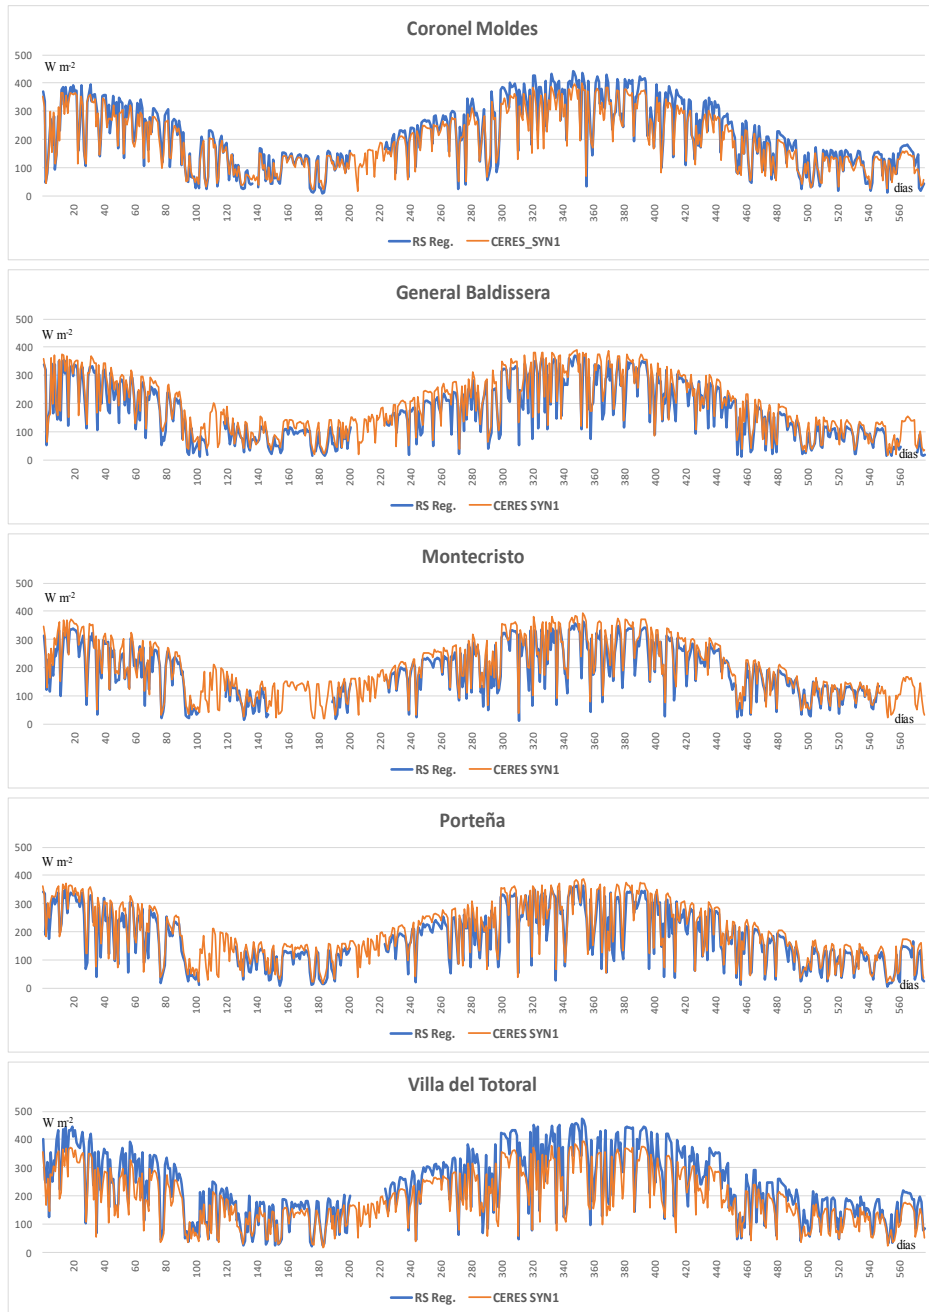 Coronel Moldes
W m-2
500
400
300
200
100
0
20 40 60 80 100 120 140 160 180 200 220 240 260 280 300 320 340 360 380 400 420 440 460 480 500 520 540 560
días
RS Reg. CERES_SYN1
General Baldissera
W m-2
500
400
300
200
100
0
20 40 60 80 100 120 140 160 180 200 220 240 260 280 300 320 340 360 380 400 420 440 460 480 500 520 540 560
días
RS Reg. CERES SYN1
Montecristo
W m-2
500
400
300
200
100
0
20 40 60 80 100 120 140 160 180 200 220 240 260 280 300 320 340 360 380 400 420 440 460 480 500 520 540 560
días
RS Reg. CERES SYN1
Porteña
W m-2
500
400
300
200
100
0
20 40 60 80 100 120 140 160 180 200 220 240 260 280 300 320 340 360 380 400 420 440 460 480 500 520 540 560
días
RS Reg. CERES SYN1
Villa del Totoral
W m-2
500
400
300
200
100
0
20 40 60 80 100 120 140 160 180 200 220 240 260 280 300 320 340 360 380 400 420 440 460 480 500 520 540 560
días
RS Reg. CERES SYN1